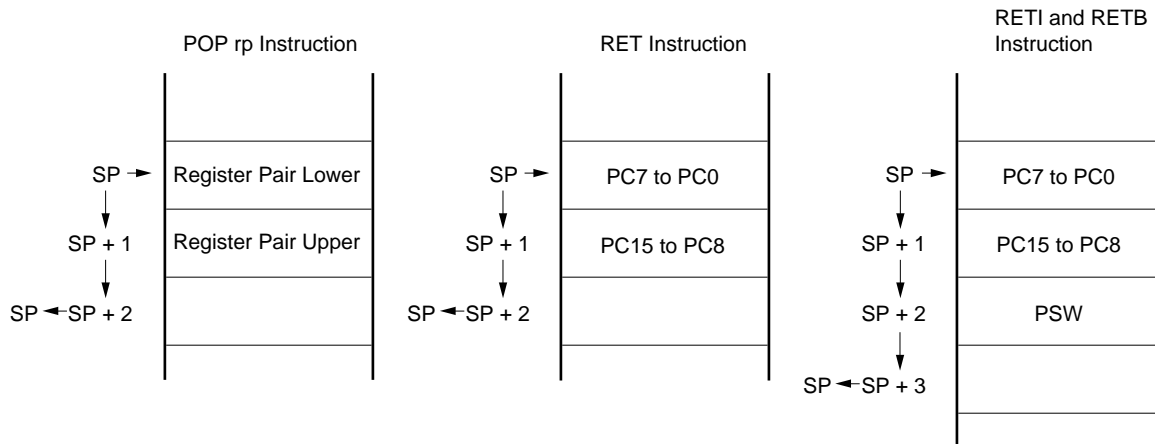 POP rp Instruction
SP
Register Pair Lower
SP + 1
Register Pair Upper
SP
SP + 2
RET Instruction
SP
PC7 to PC0
SP + 1
PC15 to PC8
SP
SP + 2
RETI and RETB
Instruction
SP
PC7 to PC0
SP + 1
PC15 to PC8
SP + 2
PSW
SP
SP + 3